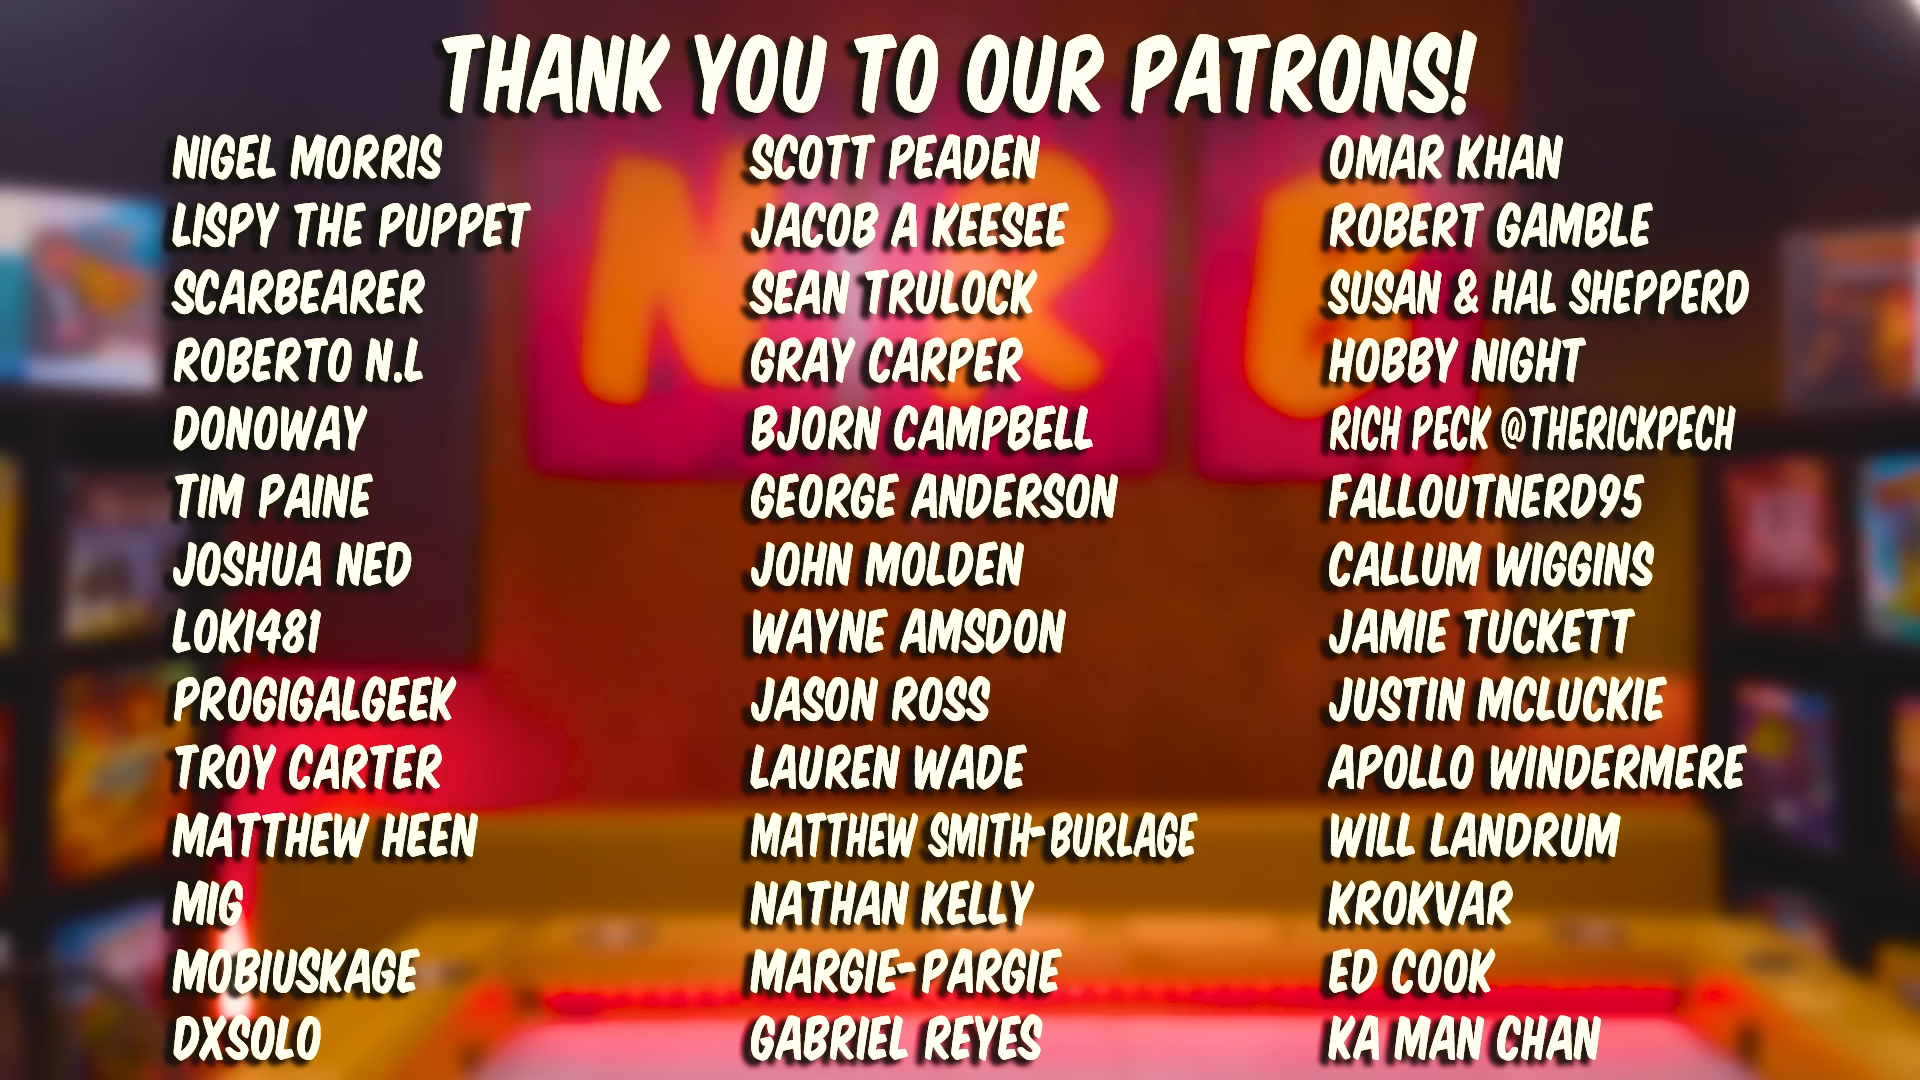 THANK YOU TO OUR PATRONS!
NIGEL MORRIS
LISPY THE PUPPET
SCARBEARER
ROBERTO N.L
DONOWAY
TIM PAINE
JOSHUA NED
LOKI481
PROGIGALGEEK
TROY CARTER
MATTHEW HEEN
MIG
MOBIUSKAGE
DXSOLO
SCOTT PEADEN
JACOB A KEESEE
SEAN TRULOCK
GRAY CARPER
BJORN CAMPBELL
GEORGE ANDERSON
JOHN MOLDEN
WAYNE AMSDON
JASON ROSS
LAUREN WADE
MATTHEW SMITH-BURLAGE
NATHAN KELLY
MARGIE-PARGIE
GABRIEL REYES
OMAR KHAN
ROBERT GAMBLE
SUSAN & HAL SHEPPERD
HOBBY NIGHT
RICH PECK @THERICKPECH
FALLOUTNERD95
CALLUM WIGGINS
JAMIE TUCKETT
JUSTIN MCLUCKIE
APOLLO WINDERMERE
WILL LANDRUM
KROKVAR
ED COOK
KA MAN CHAN